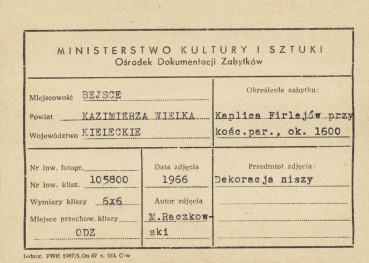 MINISTERSTWO KULTURY I SZTUKI
Ośrodek Dokumentacji Zabytków
Miejscowość BEJSCE
Powiat KAZIMIERZA WIELKA
Województwo KIELECKIE
Określenie zabytku:
Kaplica Firlejów przy
kośc.par., ok. 1600
Nr inw. fotogr.
Nr inw. klisz. 105800
Wymiary kliszy 6x6
Miejsce przechow. kliszy
ODZ
Data zdjęcia
1966
Autor zdjęcia
M.Raczkow-
ski
Przedmiot zdjęcia:
Dekoracja niszy